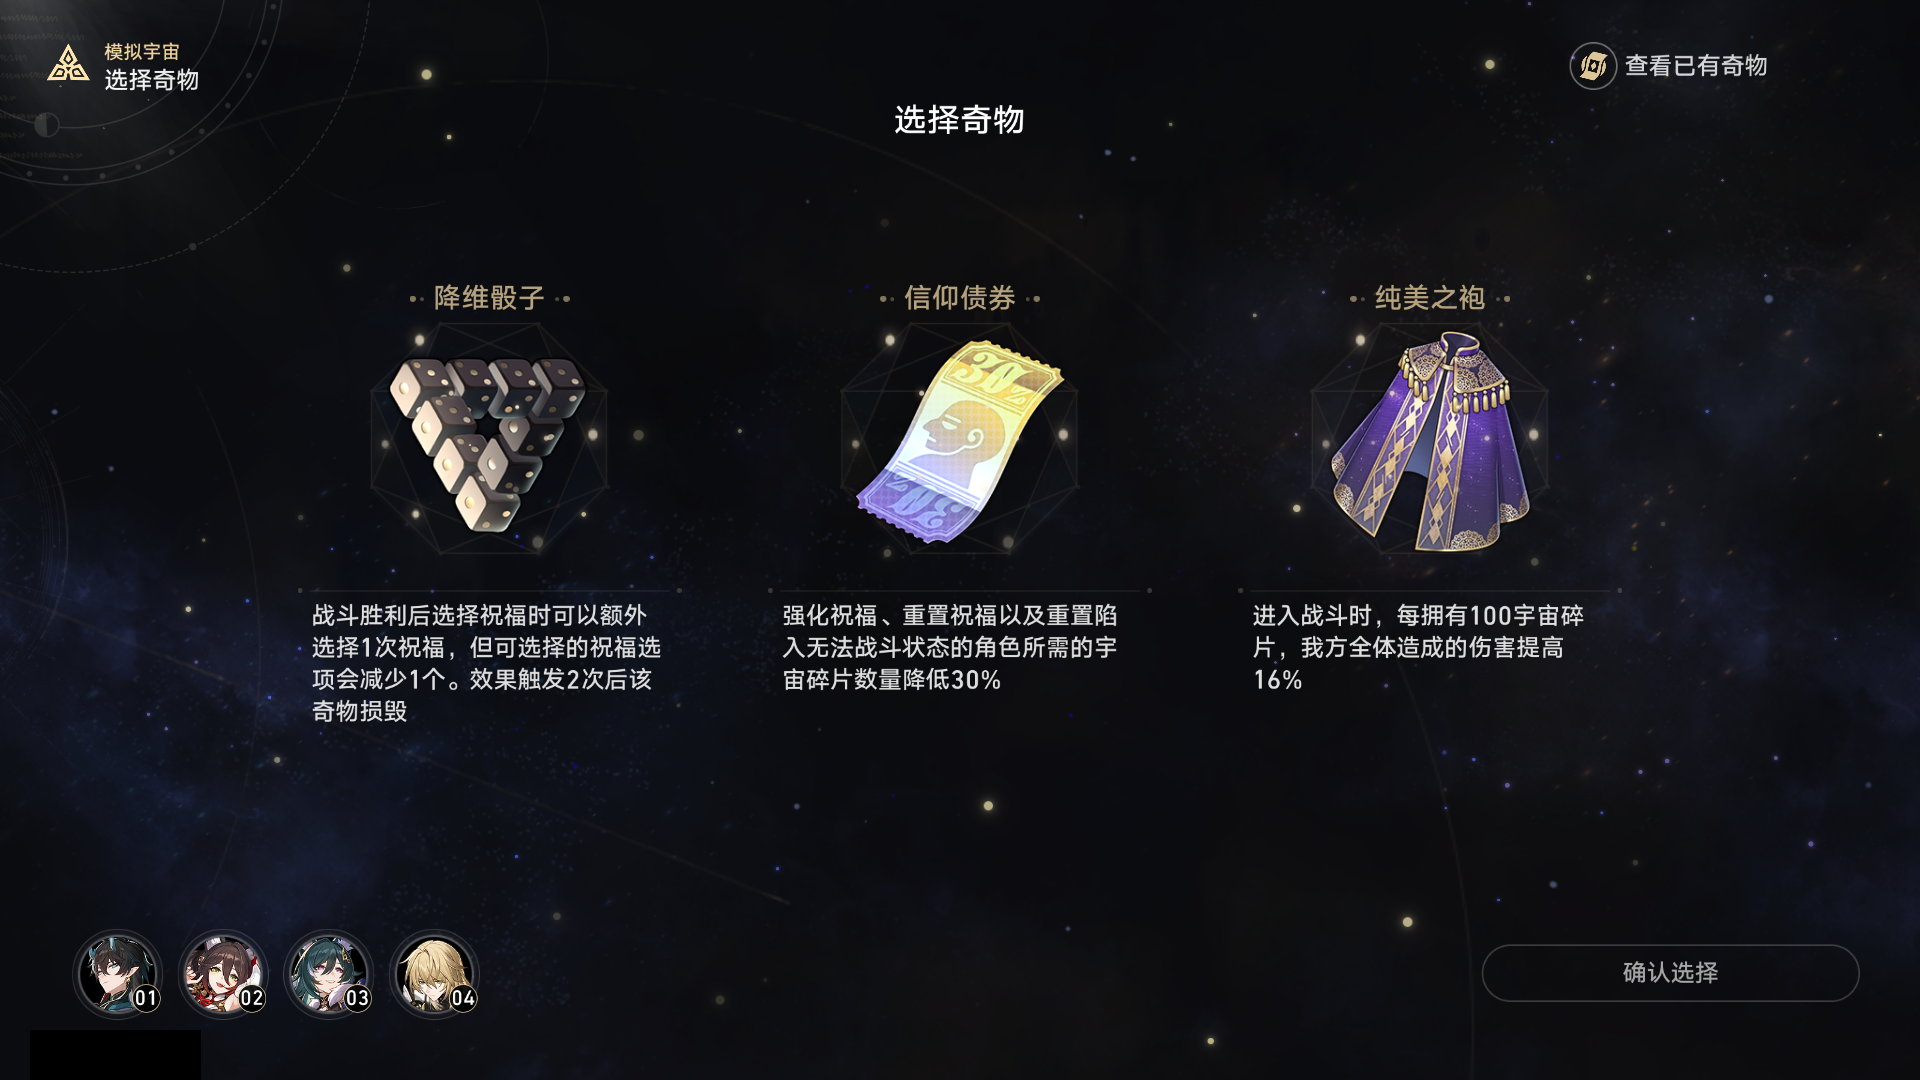 模拟宇宙
选择奇物
查看已有奇物
选择奇物
降维骰子
战斗胜利后选择祝福时可以额外
选择1次祝福，但可选择的祝福选
项会减少1个。效果触发2次后该
奇物损毁
信仰债券
强化祝福、重置祝福以及重置陷
入无法战斗状态的角色所需的宇
宙碎片数量降低30%
纯美之袍
进入战斗时，每拥有100宇宙碎
片，我方全体造成的伤害提高
16%
01
02
03
04
确认选择